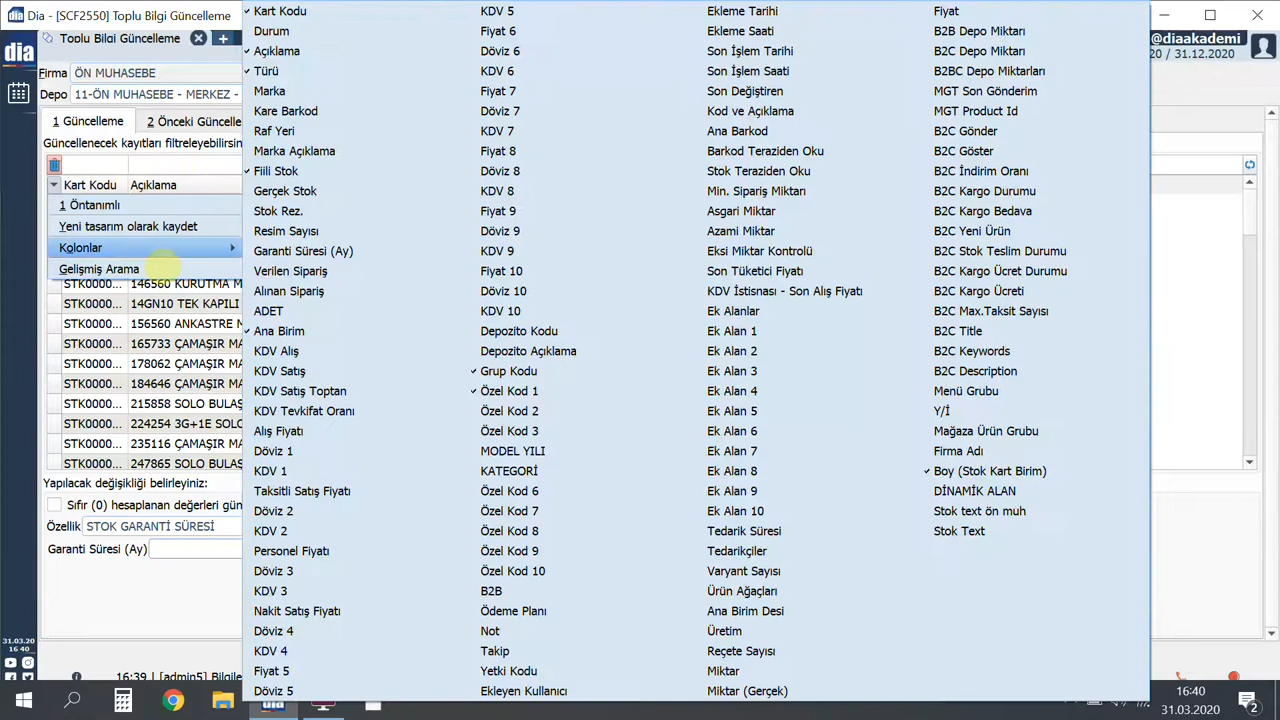 Dia - [SCF2550] Toplu Bilgi Güncelleme
dia
Toplu Bilgi Güncelleme
Firma
ÖN MUHASEBE
Depo
11-ÖN MUHASEBE - MERKEZ -
1 Güncelleme
2 Önceki Güncelle
Güncellenecek kayıtları filtreleyebilirsin
Kart Kodu
Açıklama
1 Öntanımlı
Yeni tasarım olarak kaydet
Kolonlar
Gelişmiş Arama
STK0000... 146560 KURUTMA M
STK0000... 14GN10 TEK KAPILI
STK0000... 156560 ANKASTRE M
STK0000... 165733 ÇAMAŞIR MA
STK0000... 178062 ÇAMAŞIR MA
STK0000... 184646 ÇAMAŞIR MA
STK0000... 215858 SOLO BULAŞ
STK0000... 224254 3G+1E SOLO
STK0000... 235116 ÇAMAŞIR MA
STK0000... 247865 SOLO BULAŞ
Yapılacak değişikliği belirleyiniz:
Sıfır (0) hesaplanan değerleri gün
Özellik
STOK GARANTİ SÜRESİ
Garanti Süresi (Ay)
Kart Kodu
Durum
Açıklama
Türü
Marka
Kare Barkod
Raf Yeri
Marka Açıklama
Fiili Stok
Gerçek Stok
Stok Rez.
Resim Sayısı
Garanti Süresi (Ay)
Verilen Sipariş
Alınan Sipariş
ADET
Ana Birim
KDV Alış
KDV Satış
KDV Satış Toptan
KDV Tevkifat Oranı
Alış Fiyatı
Döviz 1
KDV 1
Taksitli Satış Fiyatı
Döviz 2
KDV 2
Personel Fiyatı
Döviz 3
KDV 3
Nakit Satış Fiyatı
Döviz 4
KDV 4
Fiyat 5
Döviz 5
KDV 5
Fiyat 6
Döviz 6
KDV 6
Fiyat 7
Döviz 7
KDV 7
Fiyat 8
Döviz 8
KDV 8
Fiyat 9
Döviz 9
KDV 9
Fiyat 10
Döviz 10
KDV 10
Depozito Kodu
Depozito Açıklama
Grup Kodu
Özel Kod 1
Özel Kod 2
Özel Kod 3
MODEL YILI
KATEGORİ
Özel Kod 6
Özel Kod 7
Özel Kod 8
Özel Kod 9
Özel Kod 10
B2B
Ödeme Planı
Not
Takip
Yetki Kodu
Ekleyen Kullanıcı
Ekleme Tarihi
Ekleme Saati
Son İşlem Tarihi
Son İşlem Saati
Son Değiştiren
Kod ve Açıklama
Ana Barkod
Barkod Teraziden Oku
Stok Teraziden Oku
Min. Sipariş Miktarı
Asgari Miktar
Azami Miktar
Eksi Miktar Kontrolü
Son Tüketici Fiyatı
KDV İstisnası - Son Alış Fiyatı
Ek Alanlar
Ek Alan 1
Ek Alan 2
Ek Alan 3
Ek Alan 4
Ek Alan 5
Ek Alan 6
Ek Alan 7
Ek Alan 8
Ek Alan 9
Ek Alan 10
Tedarik Süresi
Tedarikçiler
Varyant Sayısı
Ürün Ağaçları
Ana Birim Desi
Üretim
Reçete Sayısı
Miktar
Miktar (Gerçek)
Fiyat
B2B Depo Miktarı
B2C Depo Miktarı
B2BC Depo Miktarları
MGT Son Gönderim
MGT Product Id
B2C Gönder
B2C Göster
B2C İndirim Oranı
B2C Kargo Durumu
B2C Kargo Bedava
B2C Yeni Ürün
B2C Stok Teslim Durumu
B2C Kargo Ücret Durumu
B2C Kargo Ücreti
B2C Max.Taksit Sayısı
B2C Title
B2C Keywords
B2C Description
Menü Grubu
Y/İ
Mağaza Ürün Grubu
Firma Adı
Boy (Stok Kart Birim)
DİNAMİK ALAN
Stok text ön muh
Stok Text
@diaakademi
20 / 31.12.2020
31.03.20
16 40
16:39 | [admin5] Bilgile
dia
16:40
31.03.2020
2